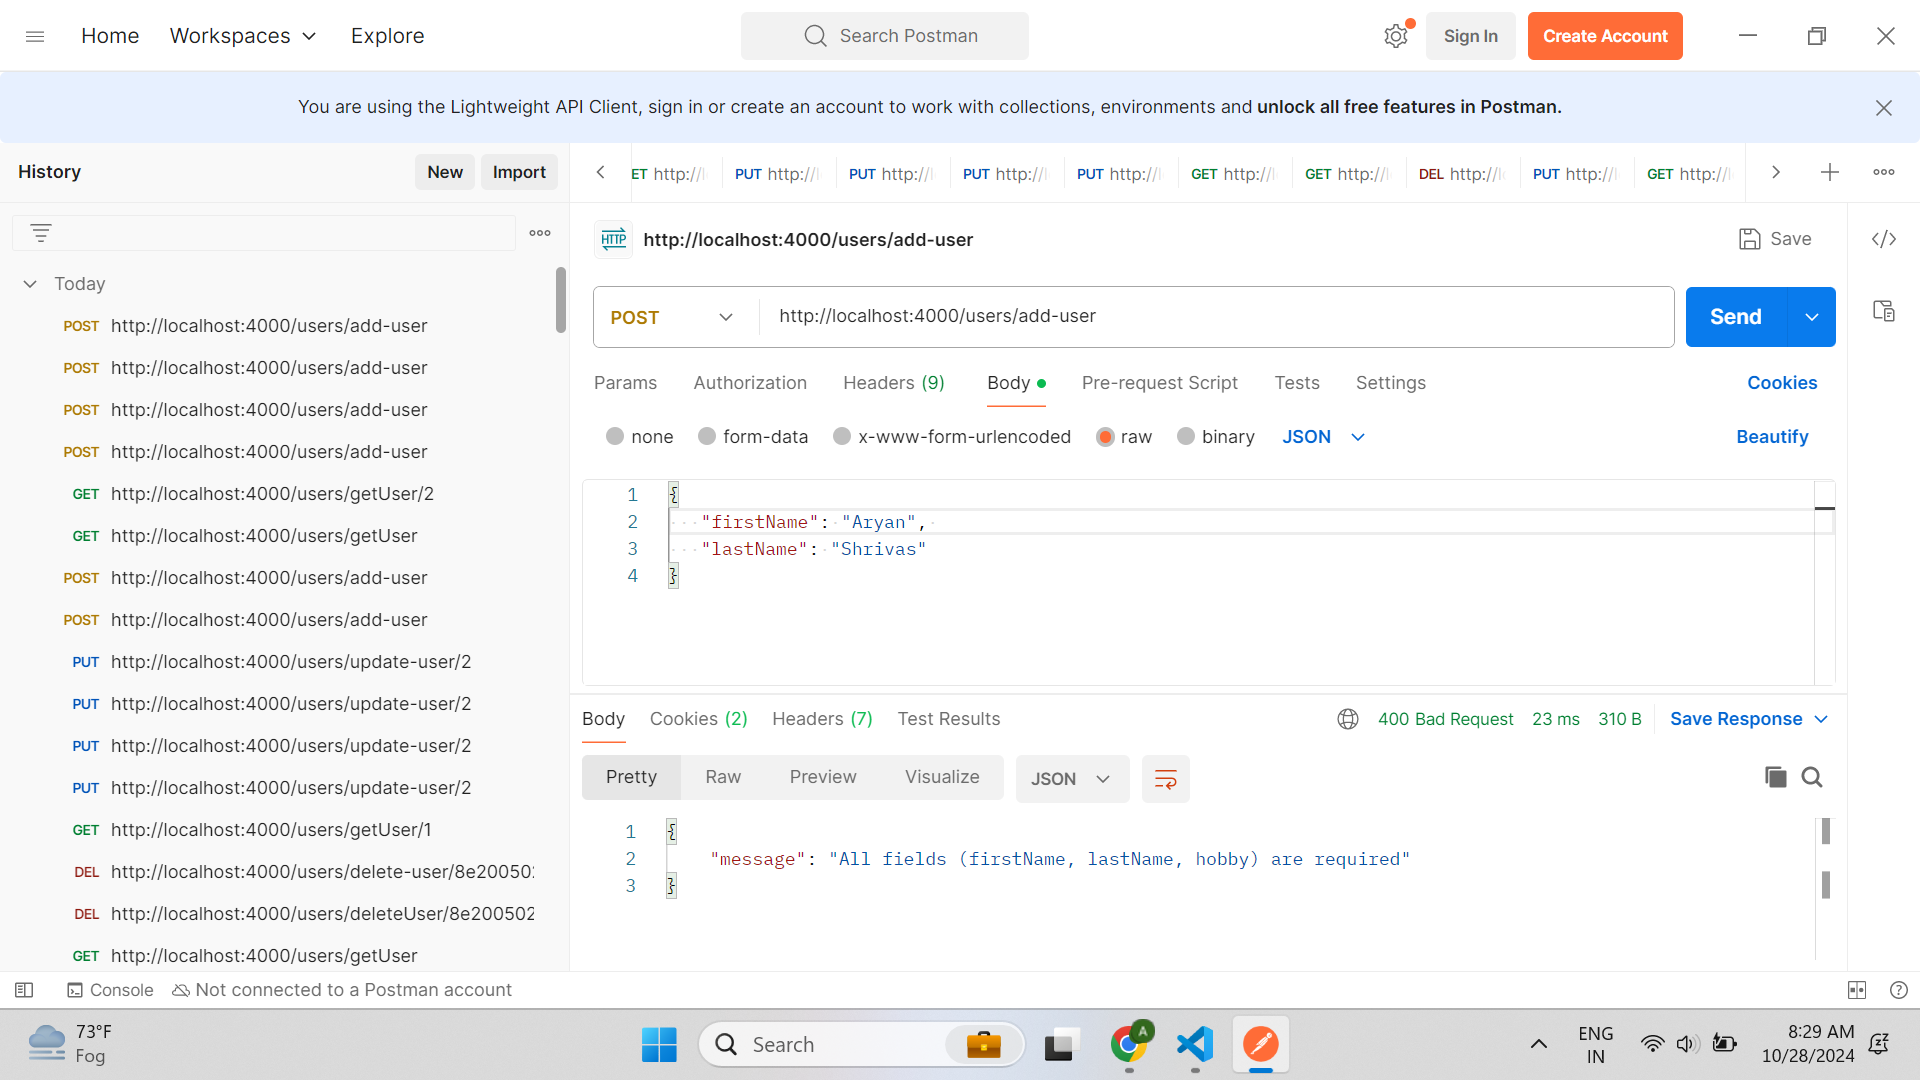 Home
Workspaces
Explore
Search Postman
Sign In
Create Account
You are using the Lightweight API Client, sign in or create an account to work with collections, environments and unlock all free features in Postman.
History
New
Import
ET http://l
PUT http://l
PUT http://l
PUT http://l
PUT http://l
GET http://l
GET http://l
DEL http://l
PUT http://l
GET http://l
HTTP
http://localhost:4000/users/add-user
Save
Today
POST http://localhost:4000/users/add-user
POST http://localhost:4000/users/add-user
POST http://localhost:4000/users/add-user
POST http://localhost:4000/users/add-user
GET http://localhost:4000/users/getUser/2
GET http://localhost:4000/users/getUser
POST http://localhost:4000/users/add-user
POST http://localhost:4000/users/add-user
PUT http://localhost:4000/users/update-user/2
PUT http://localhost:4000/users/update-user/2
PUT http://localhost:4000/users/update-user/2
PUT http://localhost:4000/users/update-user/2
GET http://localhost:4000/users/getUser/1
DEL http://localhost:4000/users/delete-user/8e20050
DEL http://localhost:4000/users/deleteUser/8e200502
GET http://localhost:4000/users/getUser
POST
http://localhost:4000/users/add-user
Send
Params
Authorization
Headers (9)
Body
Pre-request Script
Tests
Settings
Cookies
none
form-data
x-www-form-urlencoded
raw
binary
JSON
Beautify
1 {
2 "firstName": "Aryan",
3 "lastName": "Shrivas"
4 }
Body
Cookies (2)
Headers (7)
Test Results
400 Bad Request
23 ms
310 B
Save Response
Pretty
Raw
Preview
Visualize
JSON
1 {
2 "message": "All fields (firstName, lastName, hobby) are required"
3 }
Console
Not connected to a Postman account
73°F
Fog
Search
A
ENG
IN
8:29 AM
10/28/2024